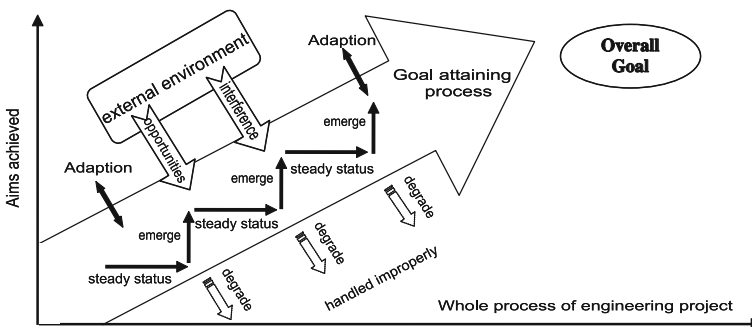 Overall
Goal
Adaption
external environment
Goal attaining
process
interference
opportunities
emerge
Aims achieved
Adaption
emerge
steady status
degrade
emerge
steady status
degrade
steady status
degrade
handled improperly
Whole process of engineering project